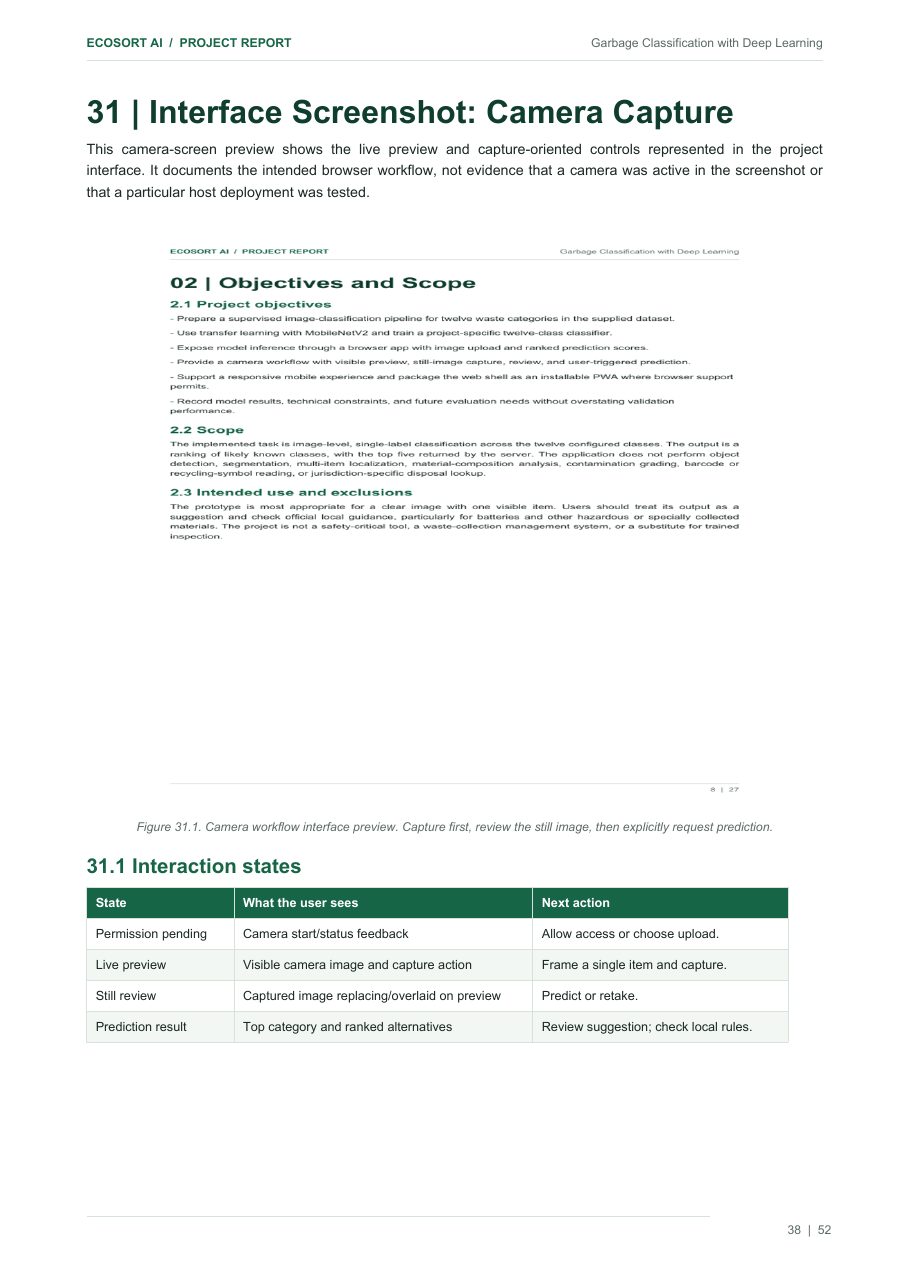 ECOSORT AI / PROJECT REPORT
Garbage Classification with Deep Learning
31 | Interface Screenshot: Camera Capture
This camera-screen preview shows the live preview and capture-oriented controls represented in the project
interface. It documents the intended browser workflow, not evidence that a camera was active in the screenshot or
that a particular host deployment was tested.
ECOSORT AI / PROJECT REPORT
Garbage Classification with Deep Learning
02 | Objectives and Scope
2.1 Project objectives
- Prepare a supervised image-classification pipeline for twelve waste categories in the supplied dataset.
- Use transfer learning with MobileNetV2 and train a project-specific twelve-class classifier.
- Expose model inference through a browser app with image upload and ranked prediction scores.
- Provide a camera workflow with visible preview, still-image capture, review, and user-triggered prediction.
- Support a responsive mobile experience and package the web shell as an installable PWA where browser support
permits.
- Record model results, technical constraints, and future evaluation needs without overstating validation
performance.
2.2 Scope
The implemented task is image-level, single-label classification across the twelve configured classes. The output is a
ranking of likely known classes, with the top five returned by the server. The application does not perform object
detection, segmentation, multi-item localization, material-composition analysis, contamination grading, barcode or
recycling-symbol reading, or jurisdiction-specific disposal lookup.
2.3 Intended use and exclusions
The prototype is most appropriate for a clear image with one visible item. Users should treat its output as a
suggestion and check official local guidance, particularly for batteries and other hazardous or specially collected
materials. The project is not a safety-critical tool, a waste-collection management system, or a substitute for trained
inspection.
8 | 27
Figure 31.1. Camera workflow interface preview. Capture first, review the still image, then explicitly request prediction.
31.1 Interaction states
State What the user sees Next action
Permission pending Camera start/status feedback Allow access or choose upload.
Live preview Visible camera image and capture action Frame a single item and capture.
Still review Captured image replacing/overlaid on preview Predict or retake.
Prediction result Top category and ranked alternatives Review suggestion; check local rules.
38 | 52